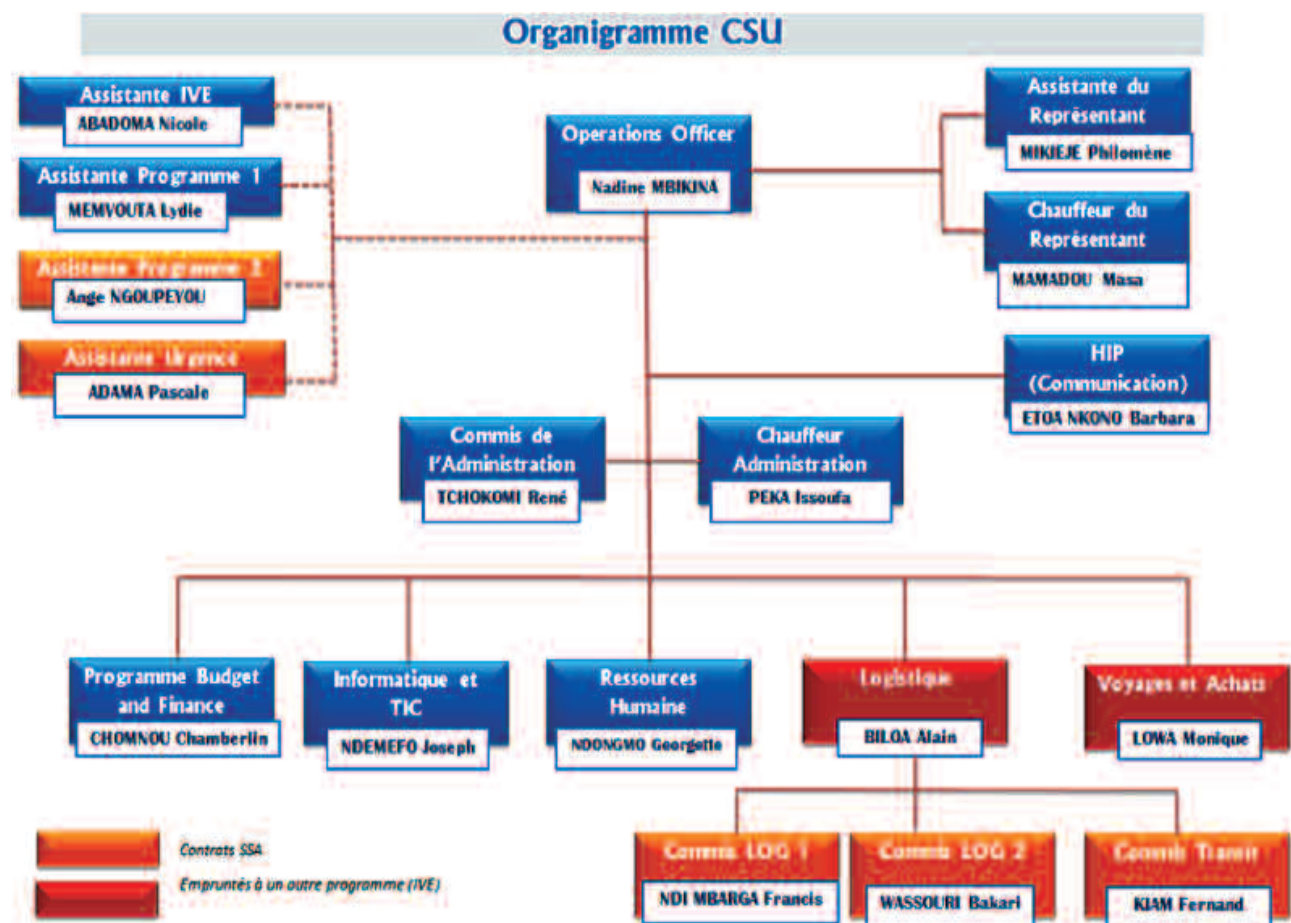 Organigramme CSU
Assistante IVE
ABADOMA Nicole
Assistante Programme 1
MEMVOUTA Lydie
Assistante Programme 2
Ange NGOUPEYOU
Assistante Urgence
ADAMA Pascale
Operations Officer
Nadine MBIKINA
Assistante du
Représentant
MIKIEJE Philomène
Chauffeur du
Représentant
MAMADOU Masa
HIP
(Communication)
ETOA NKONO Barbara
Commis de
l'Administration
TCHOKOMI René
Chauffeur
Administration
PEKA Issoufa
Programme Budget
and Finance
CHOMNOU Chamberlin
Informatique et
TIC
NDEMEFO Joseph
Ressources
Humaine
NDONGMO Georgette
Logistique
BILOA Alain
Voyages et Achats
LOWA Monique
Commis LOG 1
NDI MBARGA Francis
Commis LOG 2
WASSOURI Bakari
Commis Transit
KIAM Fernand
Contrats SSA
Empruntés à un autre programme (IVE)